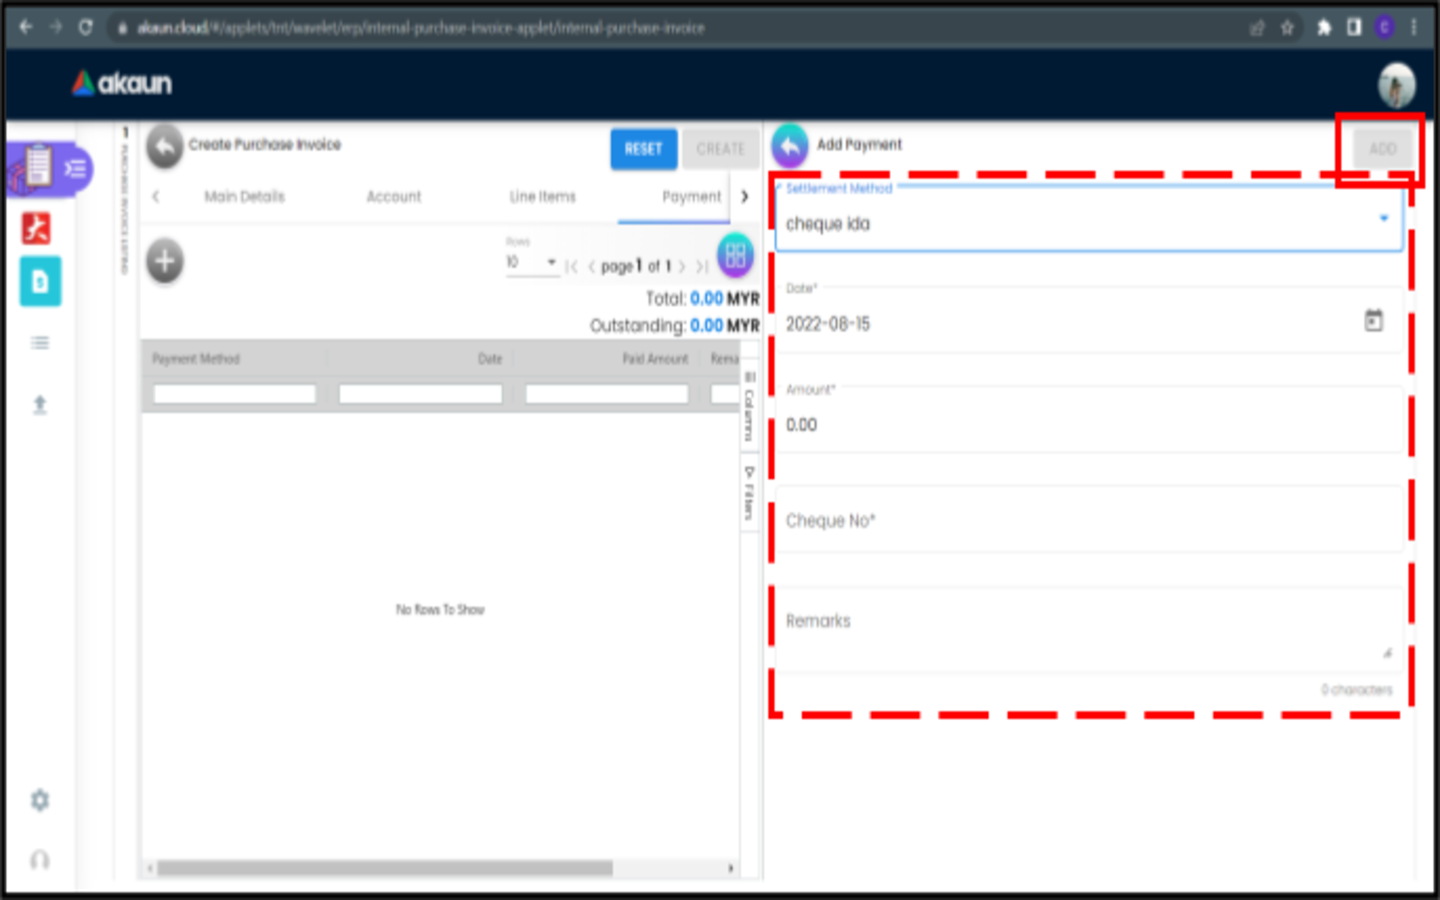 akaun.cloud/#/applets/tnt/wavelet/erp/internal-purchase-invoice-applet/internal-purchase-invoice
C
akaun
1 PURCHASE INVOICE LISTING
Create Purchase Invoice
RESET
CREATE
Main Details
Account
Line Items
Payment
Rows
10
page 1 of 1
Total: 0.00 MYR
Outstanding: 0.00 MYR
Payment Method
Date
Paid Amount
Rema
Columns
Filters
No Rows To Show
Add Payment
ADD
Settlement Method
cheque ida
Date*
2022-08-15
Amount*
0.00
Cheque No*
Remarks
0 characters